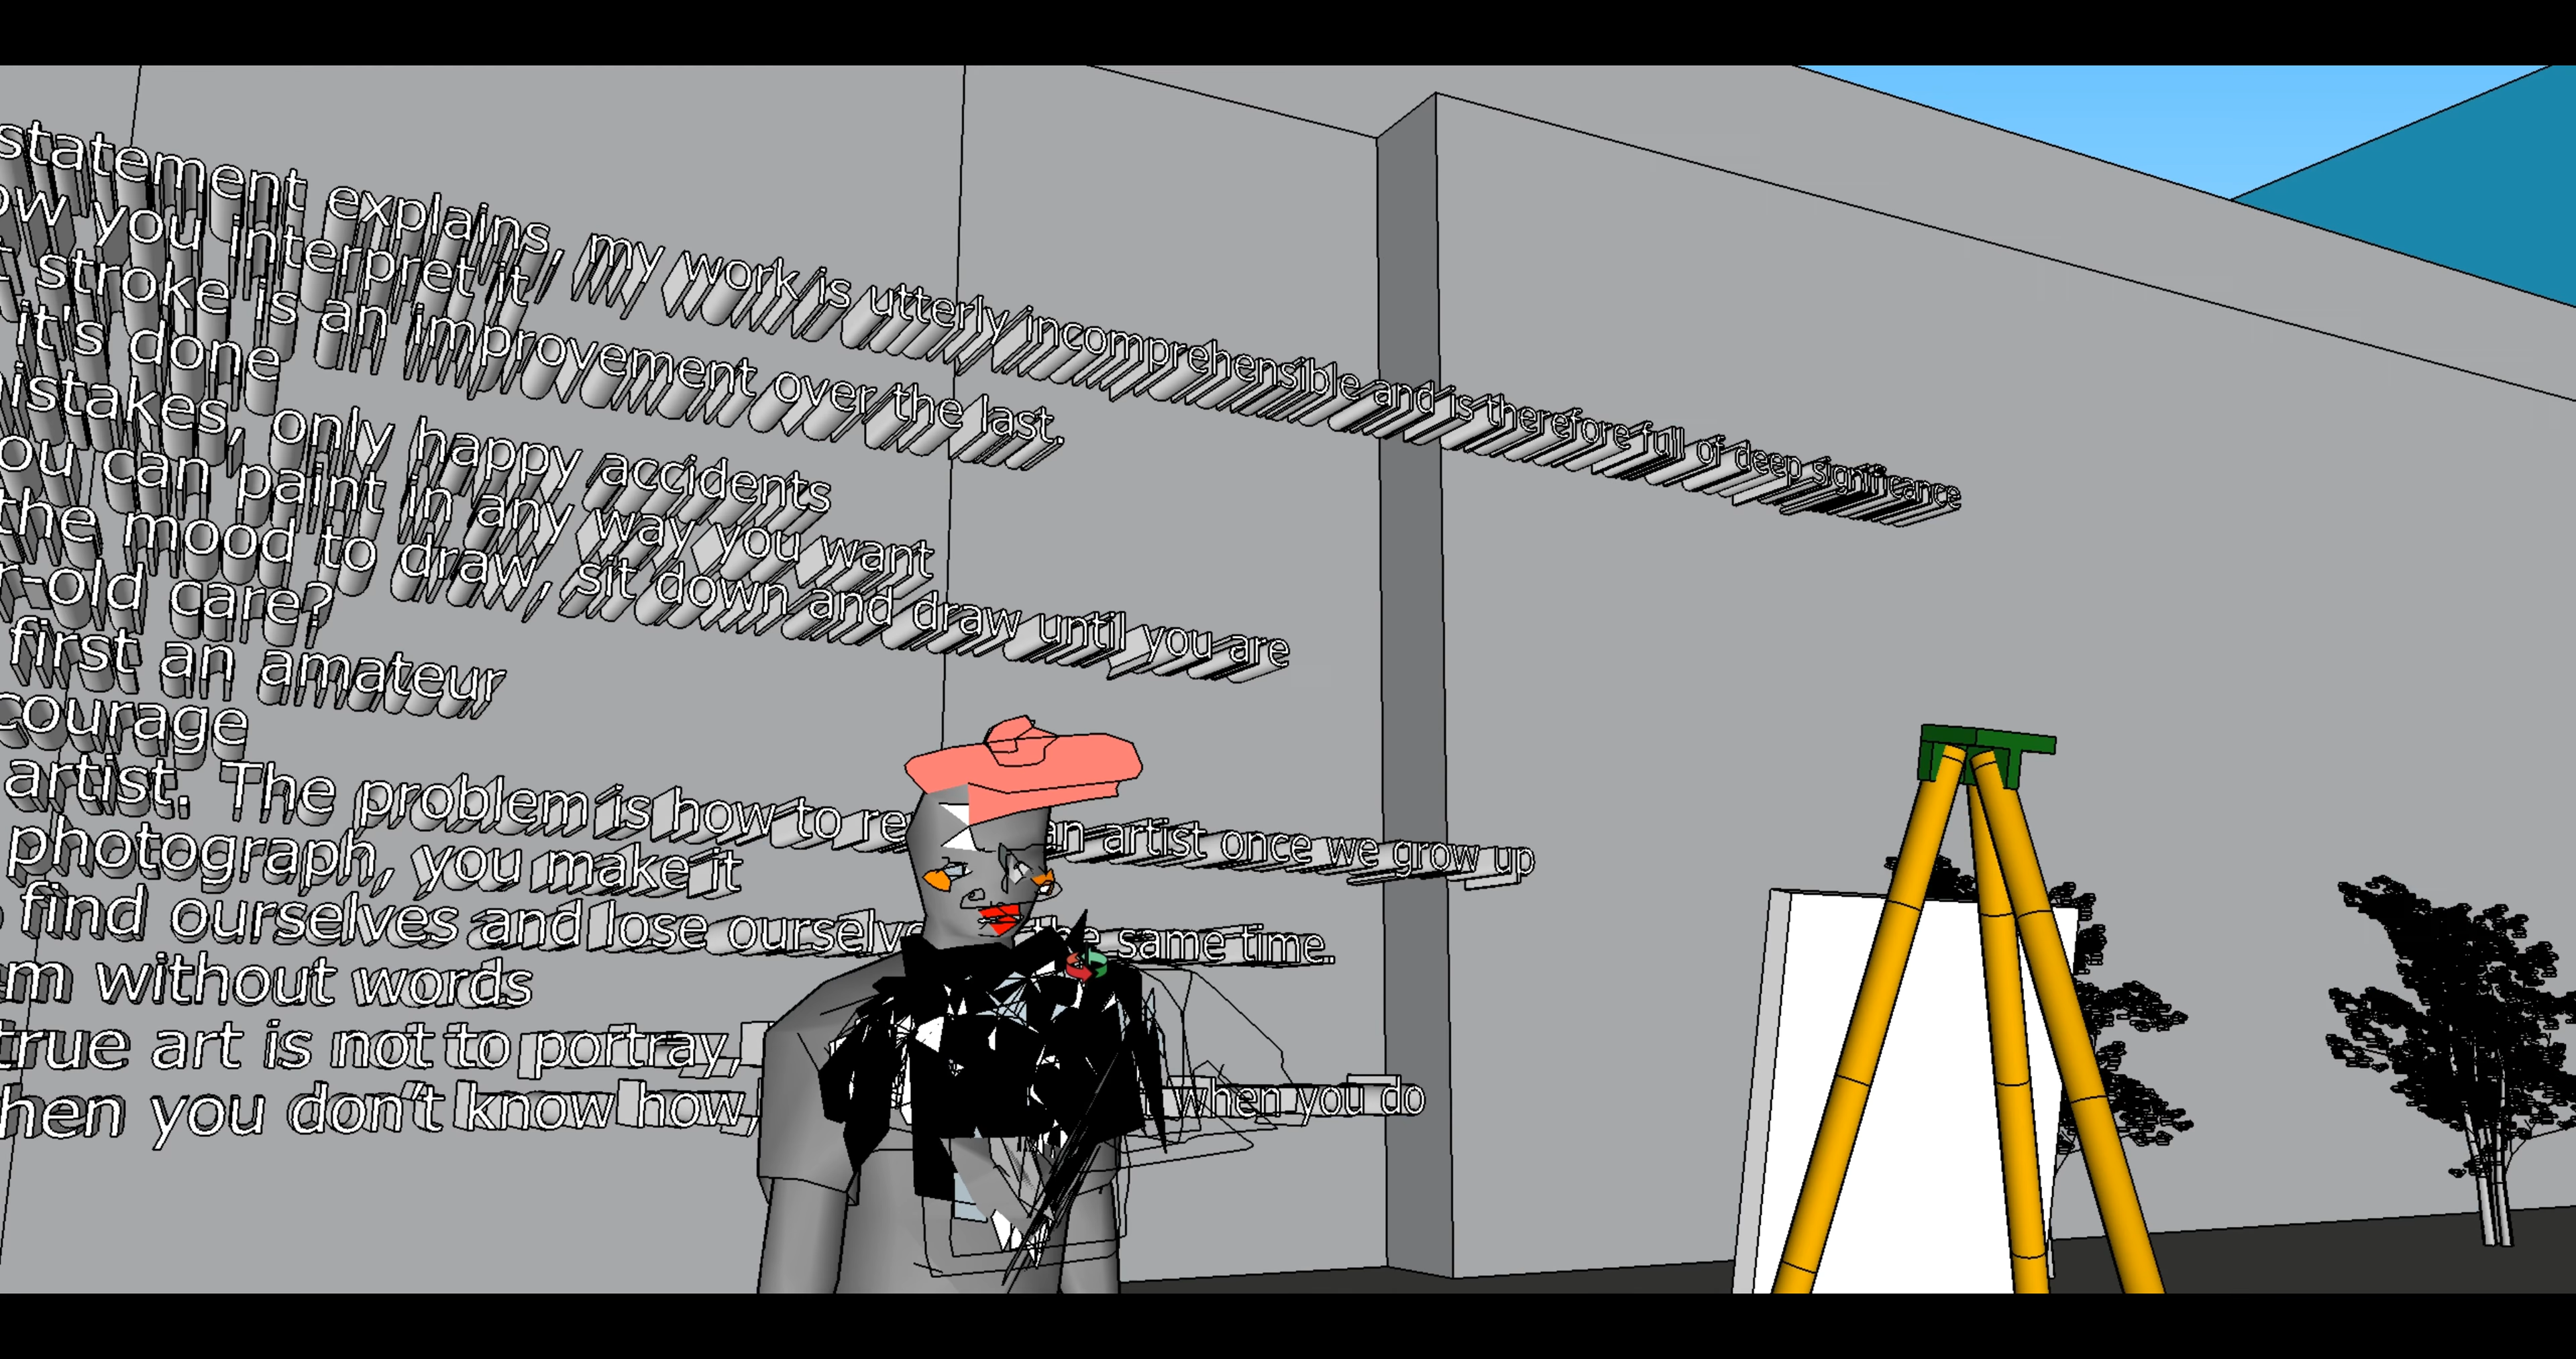 statement explains, my work is utterly incomprehensible and is therefore full of deep significance
ow you interpret it
stroke is an improvement over the last.
it's done
istakes, only happy accidents
ou can paint in any way you want
the mood to draw, sit down and draw until you are
r-old care?
first an amateur
courage
artist. The problem is how to re an artist once we grow up
photograph, you make it
find ourselves and lose ourselve the same time.
em without words
true art is not to portray,
hen you don't know how, when you do